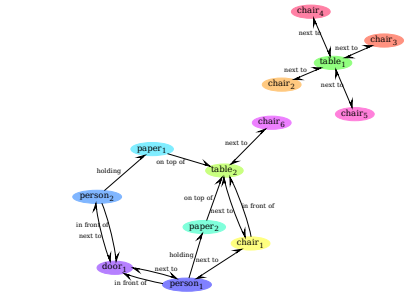 chair4
next to
next to
chair3
table1
next to
chair2
next to
chair5
chair6
next to
paper1
on top of
holding
table2
person2
on top of
in front of
next to
paper2
in front of
next to
chair1
holding
next to
door1
next to
in front of
person1